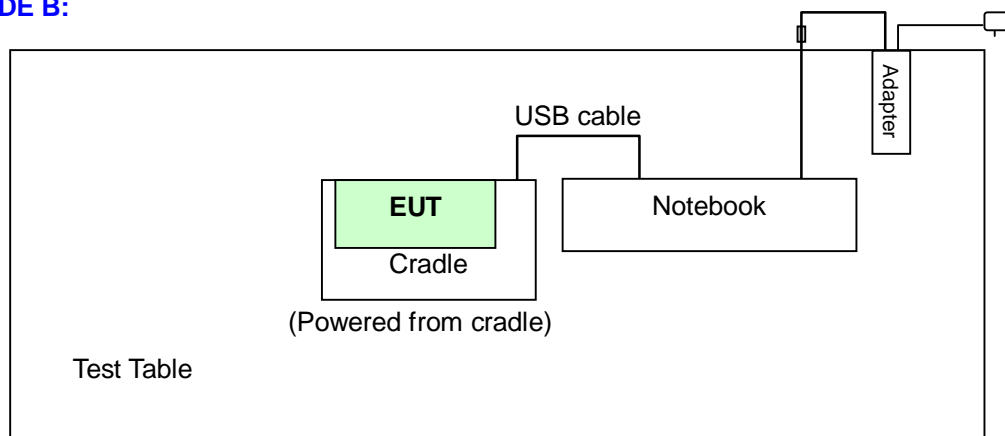 DE B:
Adapter
USB cable
EUT
Notebook
Cradle
(Powered from cradle)
Test Table